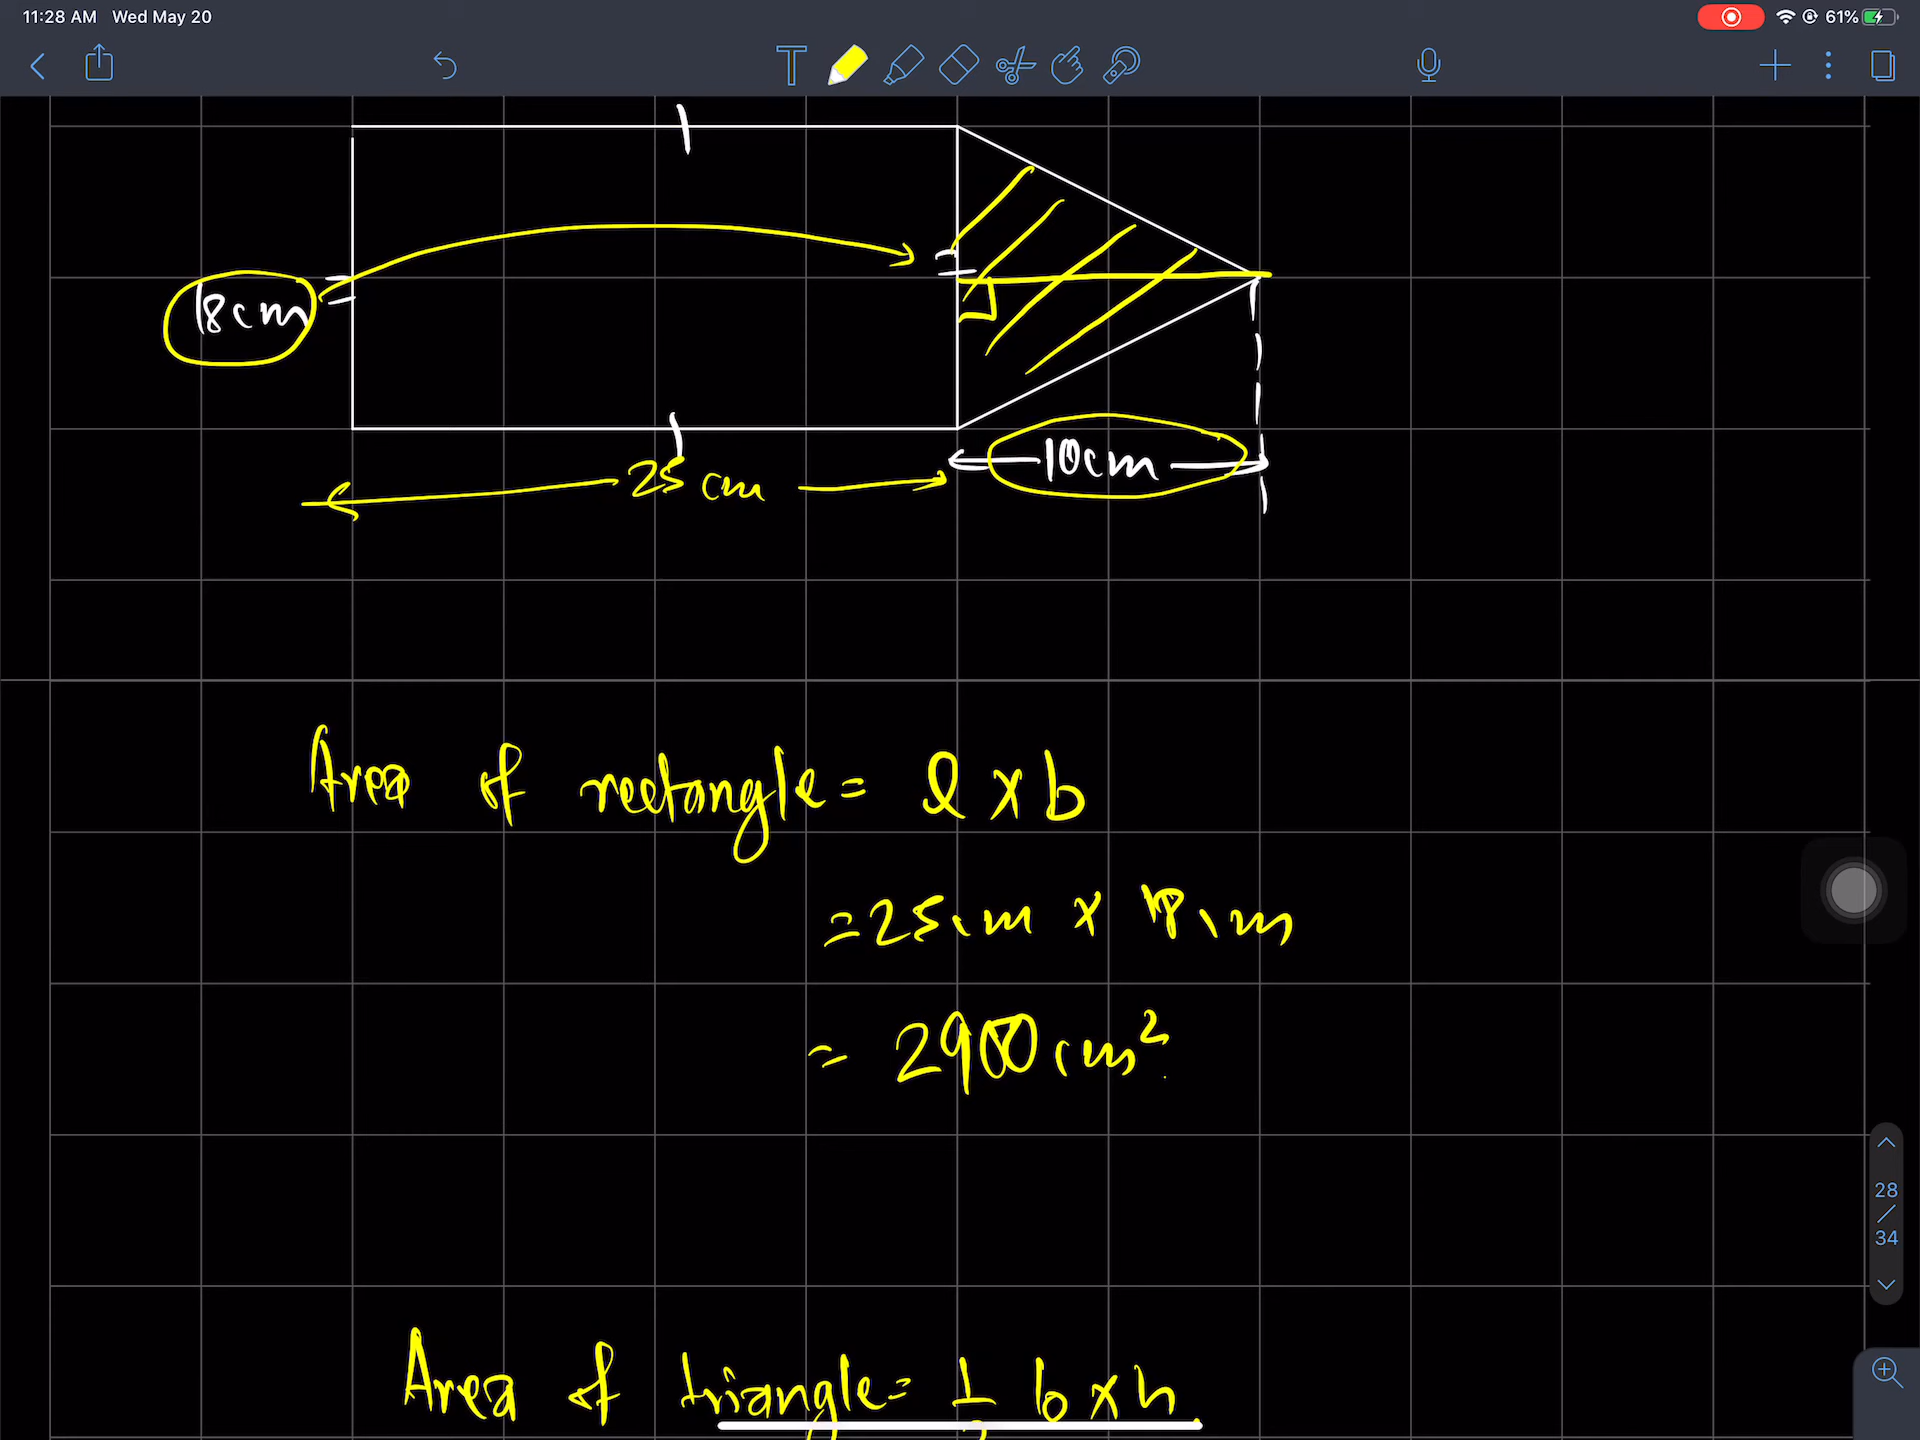 11:28 AM Wed May 20
61%
18cm
25 cm
10cm
Area of rectangle = l x b
= 25cm x 18cm
= 2900 cm²
28
/
34
Area of triangle = 1/2 b x h